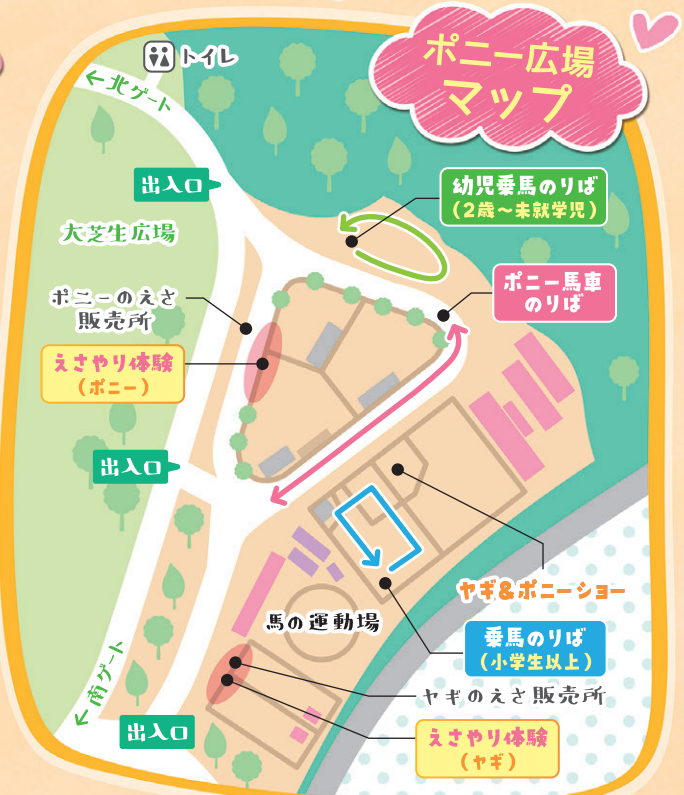 ポニー広場
マップ
トイレ
←北ゲート
出入口
幼児乗馬のりば
(2歳〜未就学児)
大芝生広場
ポニー馬車
のりば
ポニーのえさ
販売所
えさやり体験
(ポニー)
出入口
ヤギ&ポニーショー
馬の運動場
乗馬のりば
(小学生以上)
←南ゲート
ヤギのえさ販売所
出入口
えさやり体験
(ヤギ)